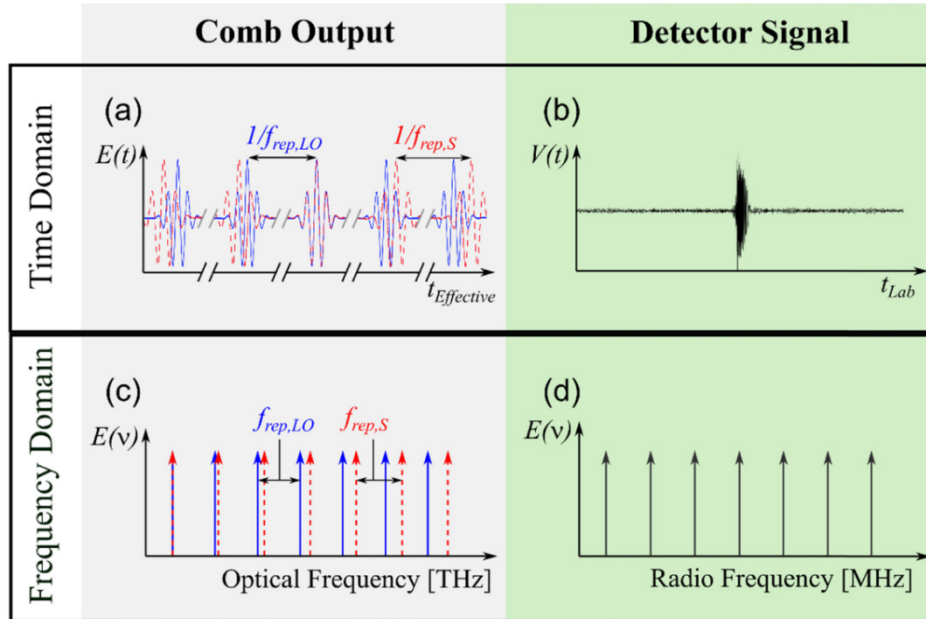 Comb Output
Detector Signal
Time Domain
(a)
E(t)
1/f_rep,LO
1/f_rep,S
t_Effective
(b)
V(t)
t_Lab
Frequency Domain
(c)
E(ν)
f_rep,LO
f_rep,S
Optical Frequency [THz]
(d)
E(ν)
Radio Frequency [MHz]